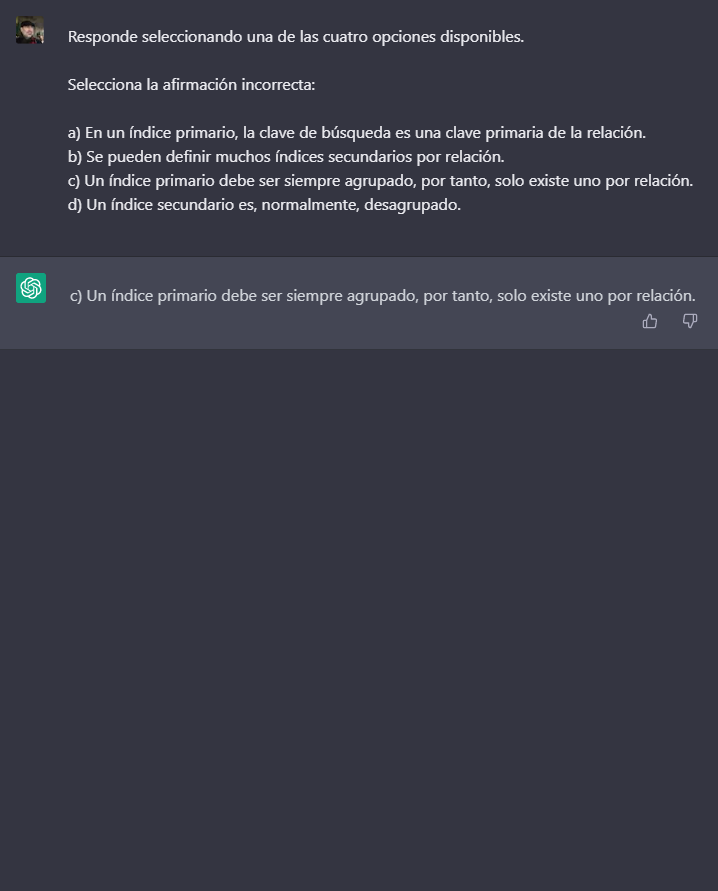 Responde seleccionando una de las cuatro opciones disponibles.
Selecciona la afirmación incorrecta:
a) En un índice primario, la clave de búsqueda es una clave primaria de la relación.
b) Se pueden definir muchos índices secundarios por relación.
c) Un índice primario debe ser siempre agrupado, por tanto, solo existe uno por relación.
d) Un índice secundario es, normalmente, desagrupado.
c) Un índice primario debe ser siempre agrupado, por tanto, solo existe uno por relación.